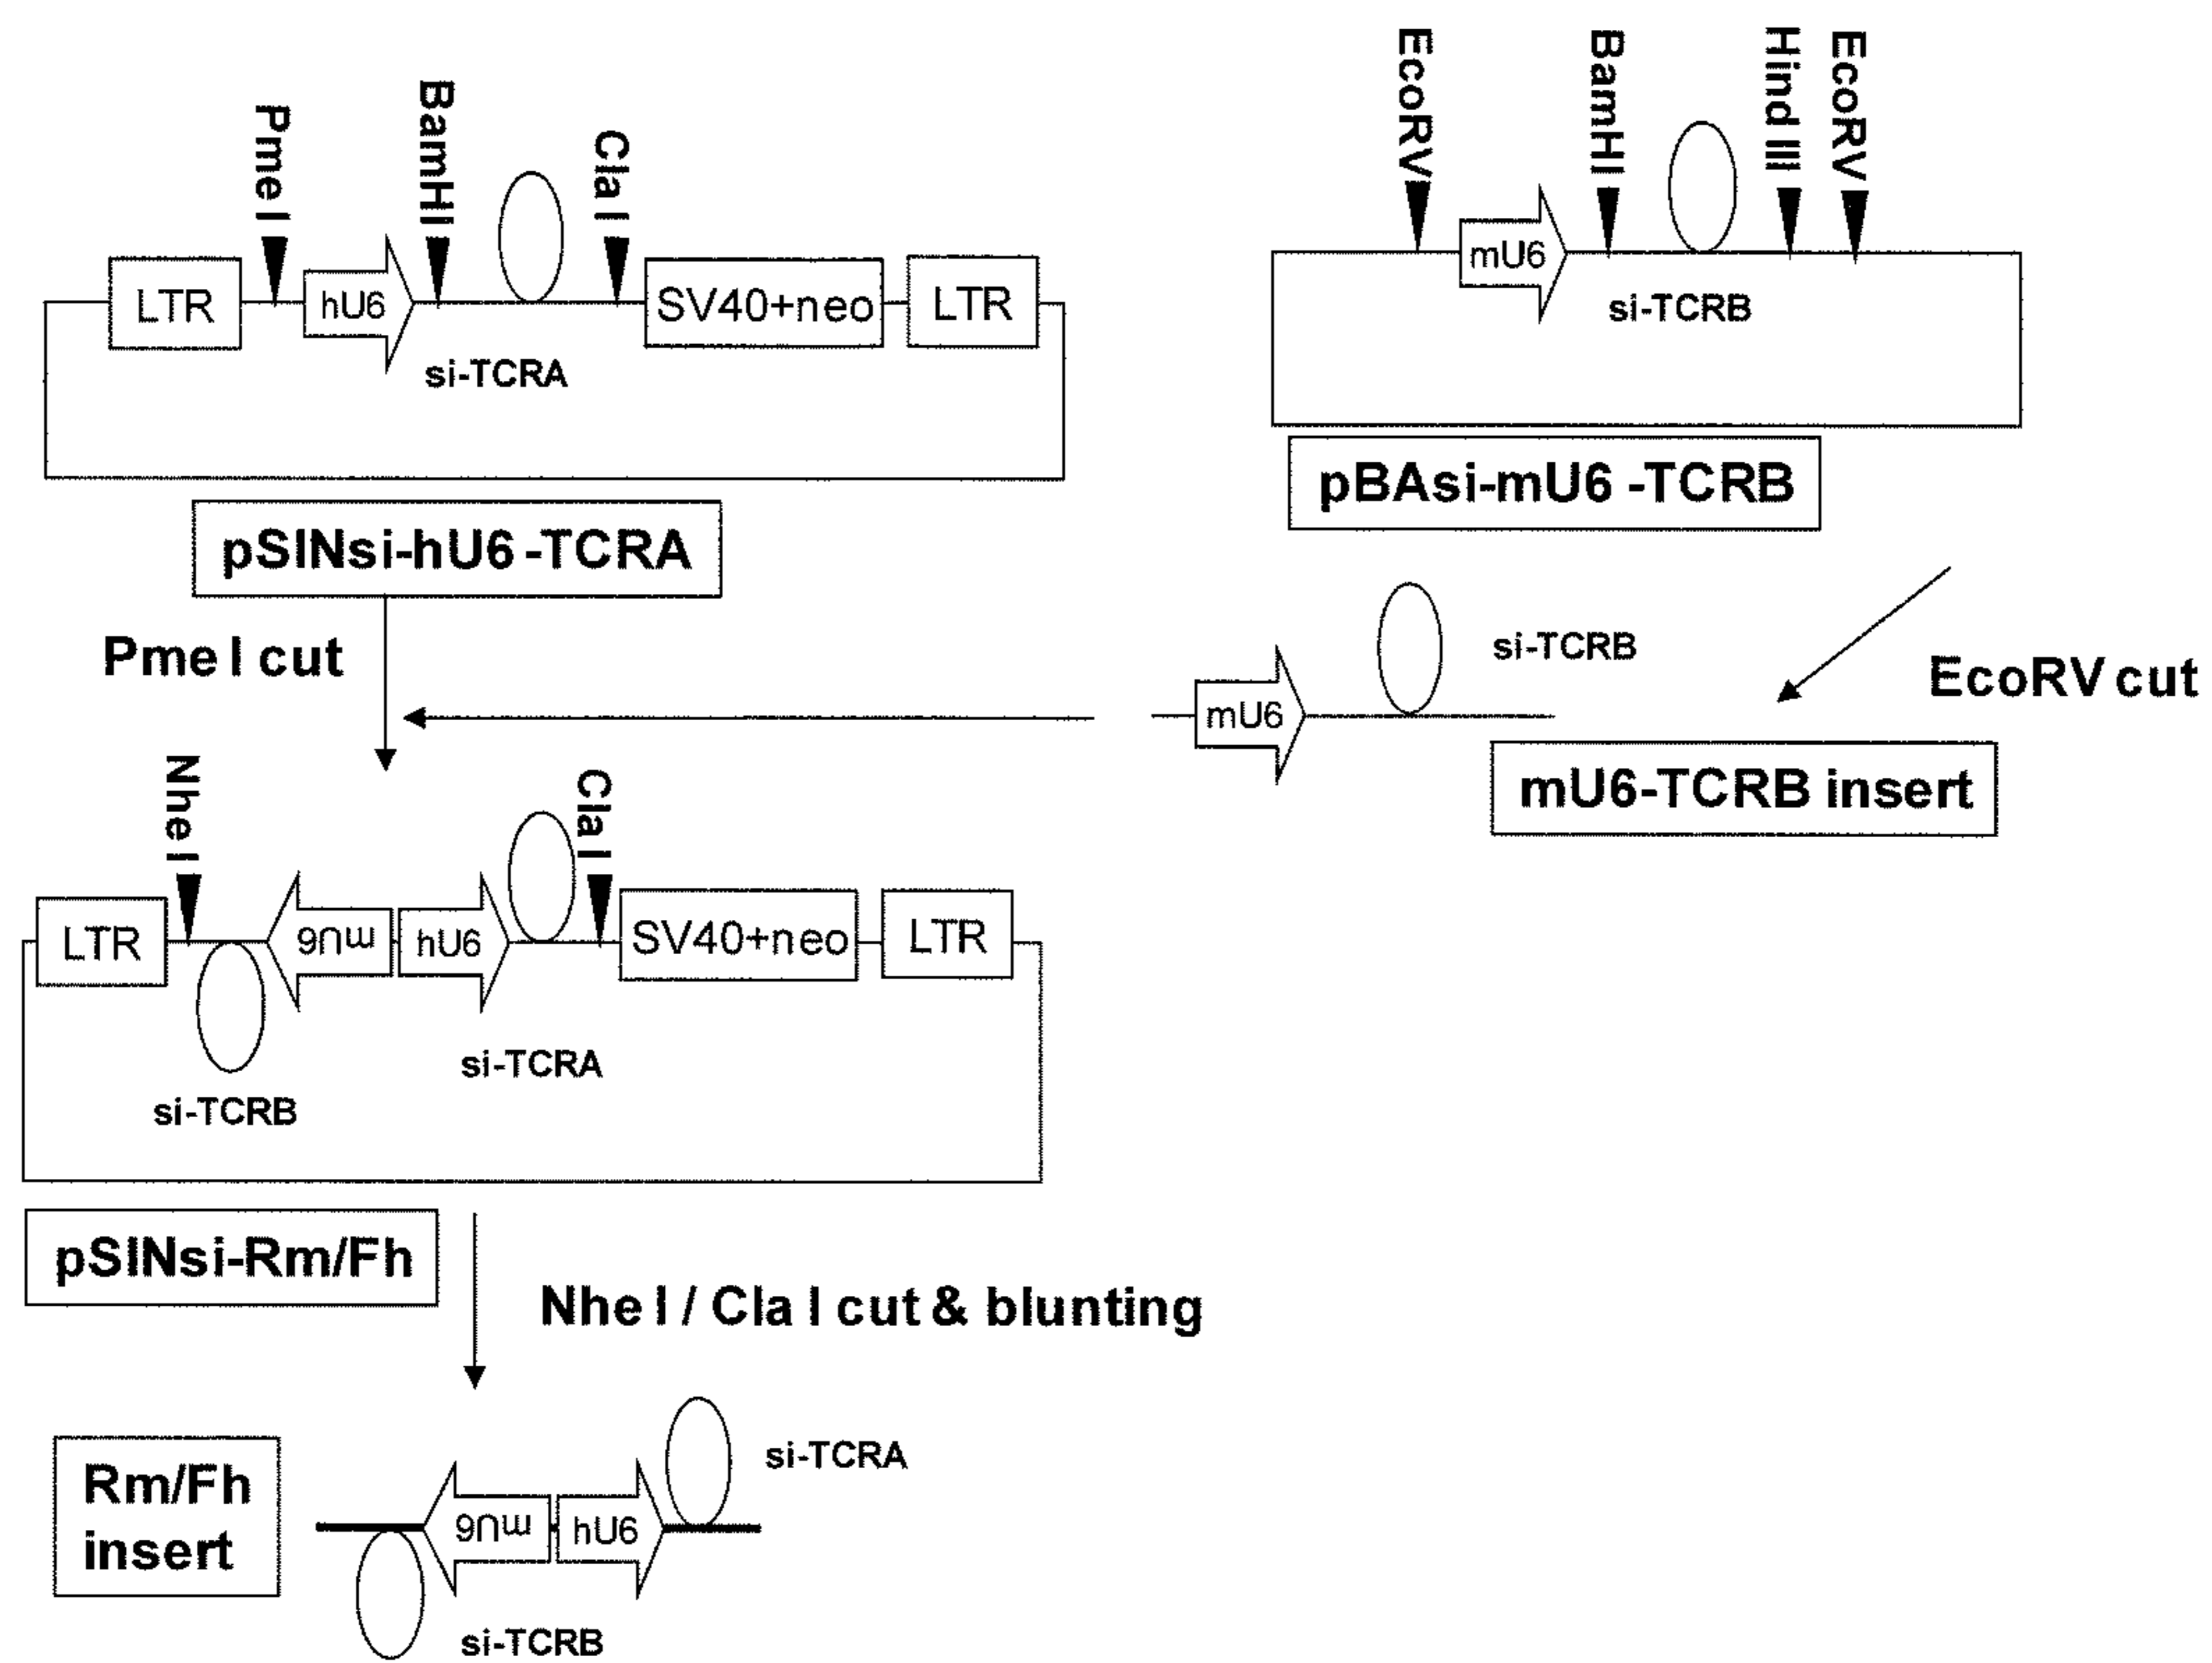 Pme I
BamHI
Cla I
LTR
hU6
SV40+neo
LTR
si-TCRA
pSINsi-hU6-TCRA
EcoRV
BamHI
Hind III
EcoRV
mU6
si-TCRB
pBAsi-mU6 -TCRB
Pme I cut
EcoRV cut
mU6
si-TCRB
mU6-TCRB insert
Nhe I
Cla I
LTR
mU6
hU6
SV40+neo
LTR
si-TCRA
si-TCRB
pSINsi-Rm/Fh
Nhe I / Cla I cut & blunting
Rm/Fh
insert
mU6
hU6
si-TCRA
si-TCRB